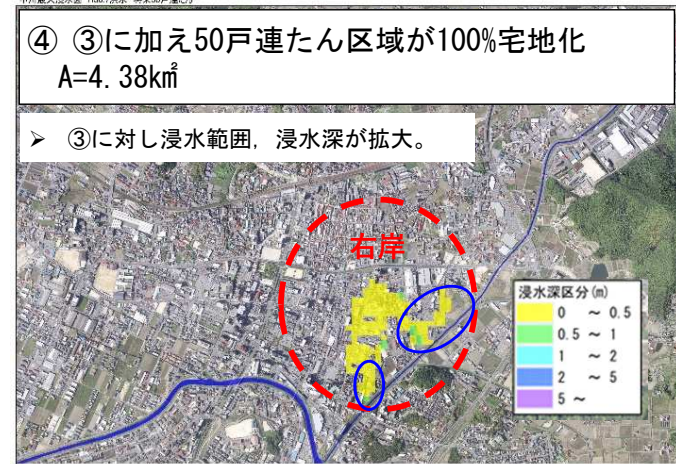 ④ ③に加え50戸連たん区域が100%宅地化
A=4.38k㎡
➢ ③に対し浸水範囲，浸水深が拡大。
右岸
浸水深区分(m)
0 ～ 0.5
0.5 ～ 1
1 ～ 2
2 ～ 5
5 ～